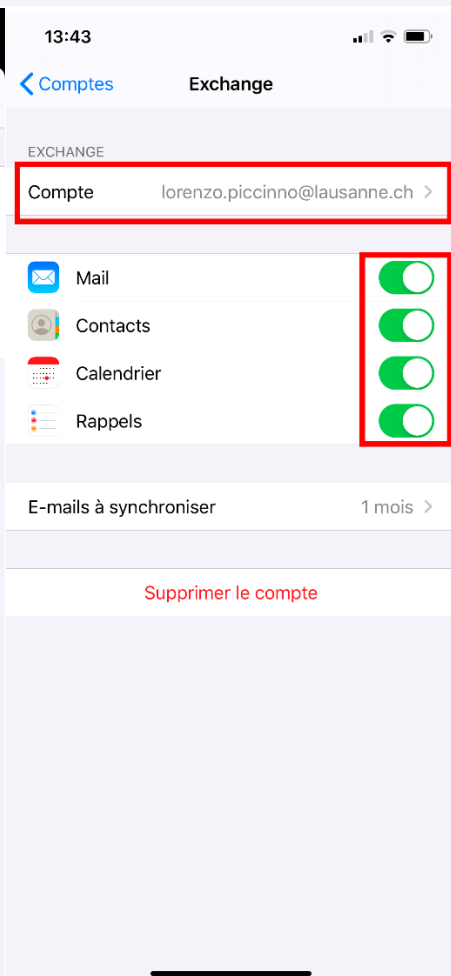 13:43
Comptes Exchange
EXCHANGE
Compte lorenzo.piccinno@lausanne.ch
Mail
Contacts
Calendrier
Rappels
E-mails à synchroniser 1 mois
Supprimer le compte